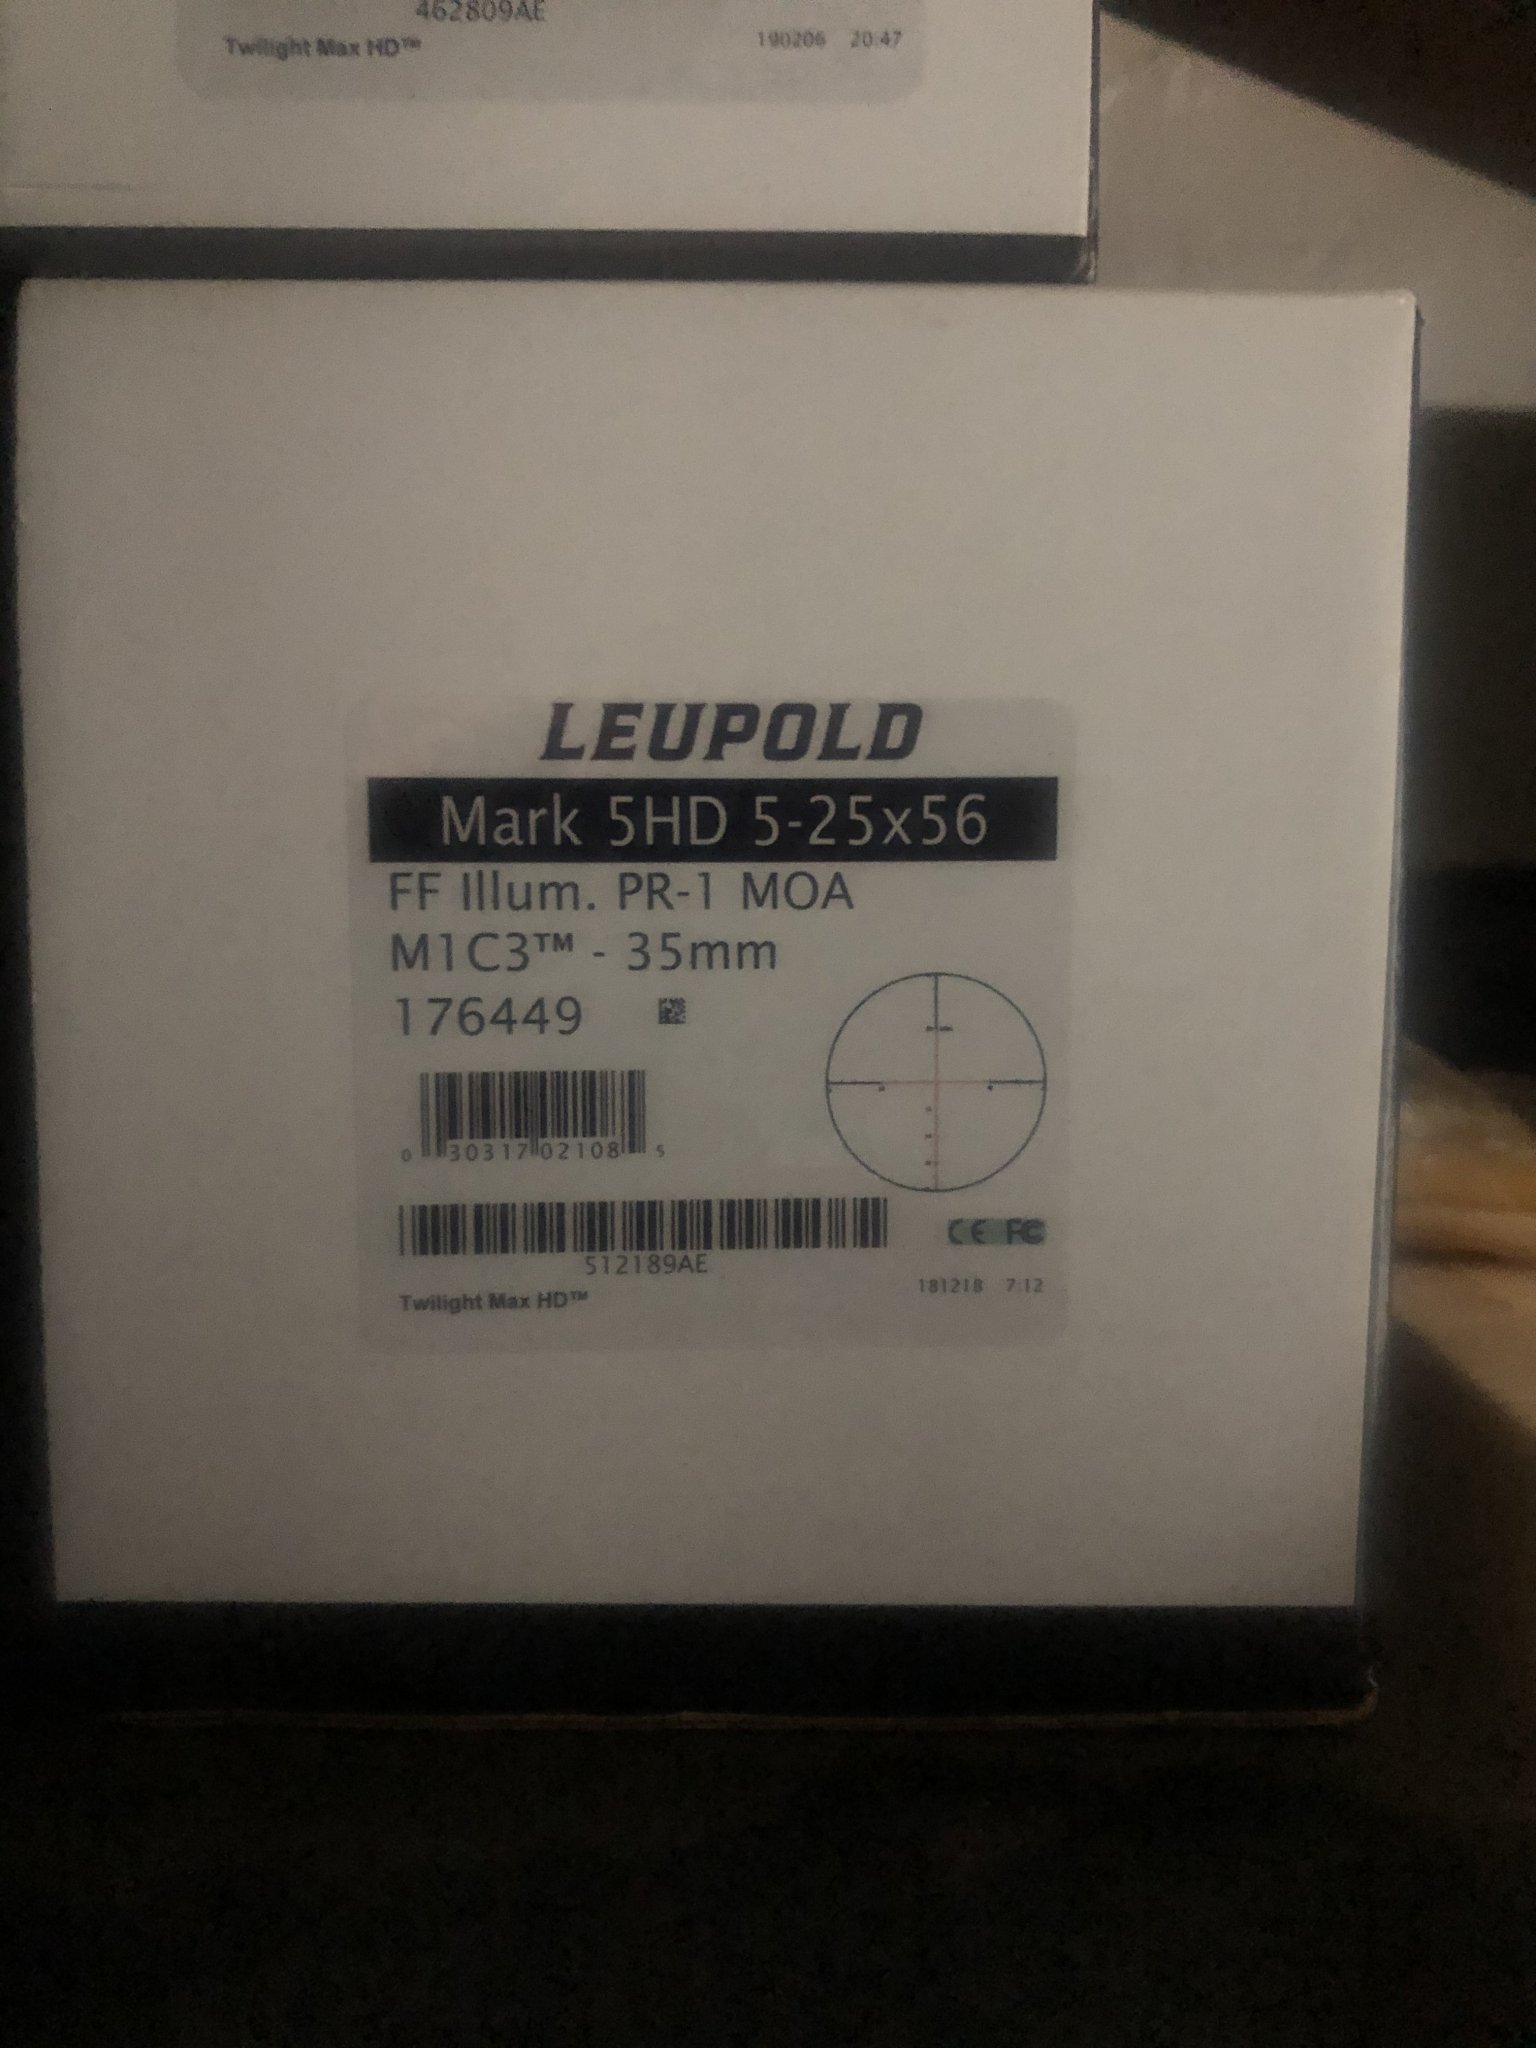 462809AE
Twilight Max HD™ 190206 20:47
LEUPOLD
Mark 5HD 5-25x56
FF Illum. PR-1 MOA
M1C3™ - 35mm
176449
0 30317 02108 5
512189AE
CE FC
181218 7:12
Twilight Max HD™